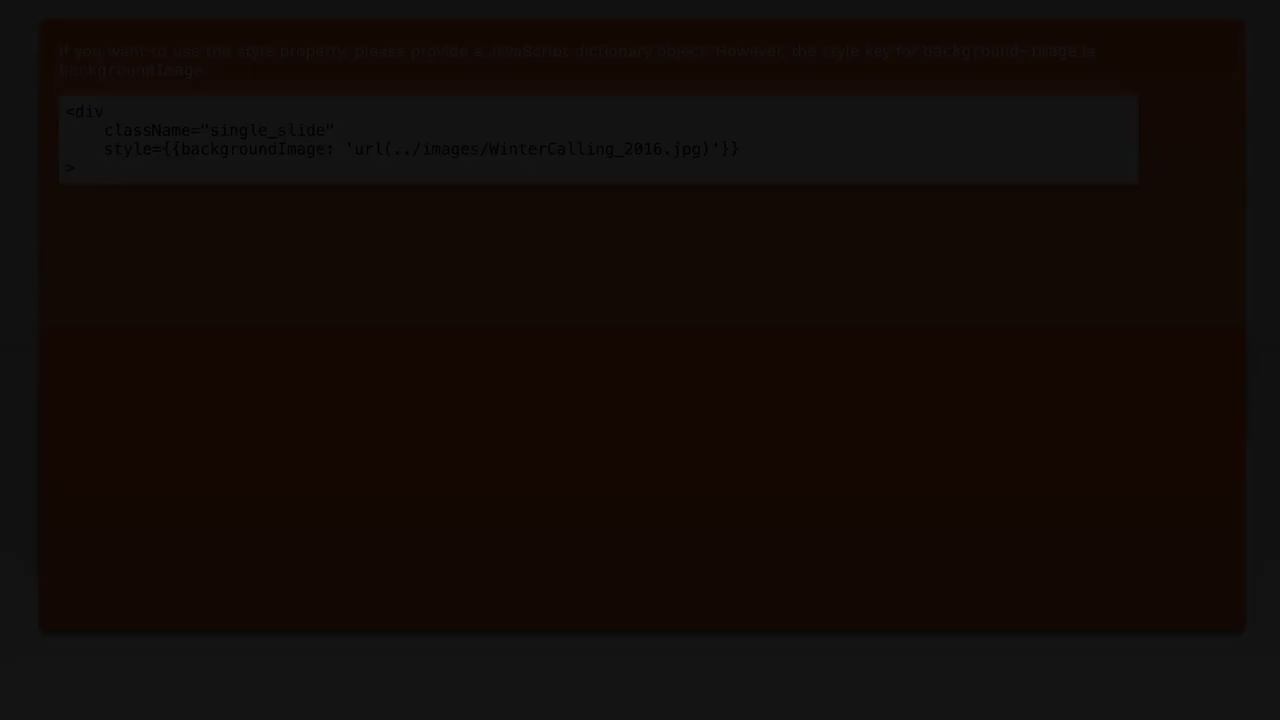 If you want to use the style property, please provide a JavaScript dictionary object. However, the style key for background-image is
backgroundImage.
<div
    className="single_slide"
    style={{backgroundImage: 'url(../images/WinterCalling_2016.jpg)'}}
>